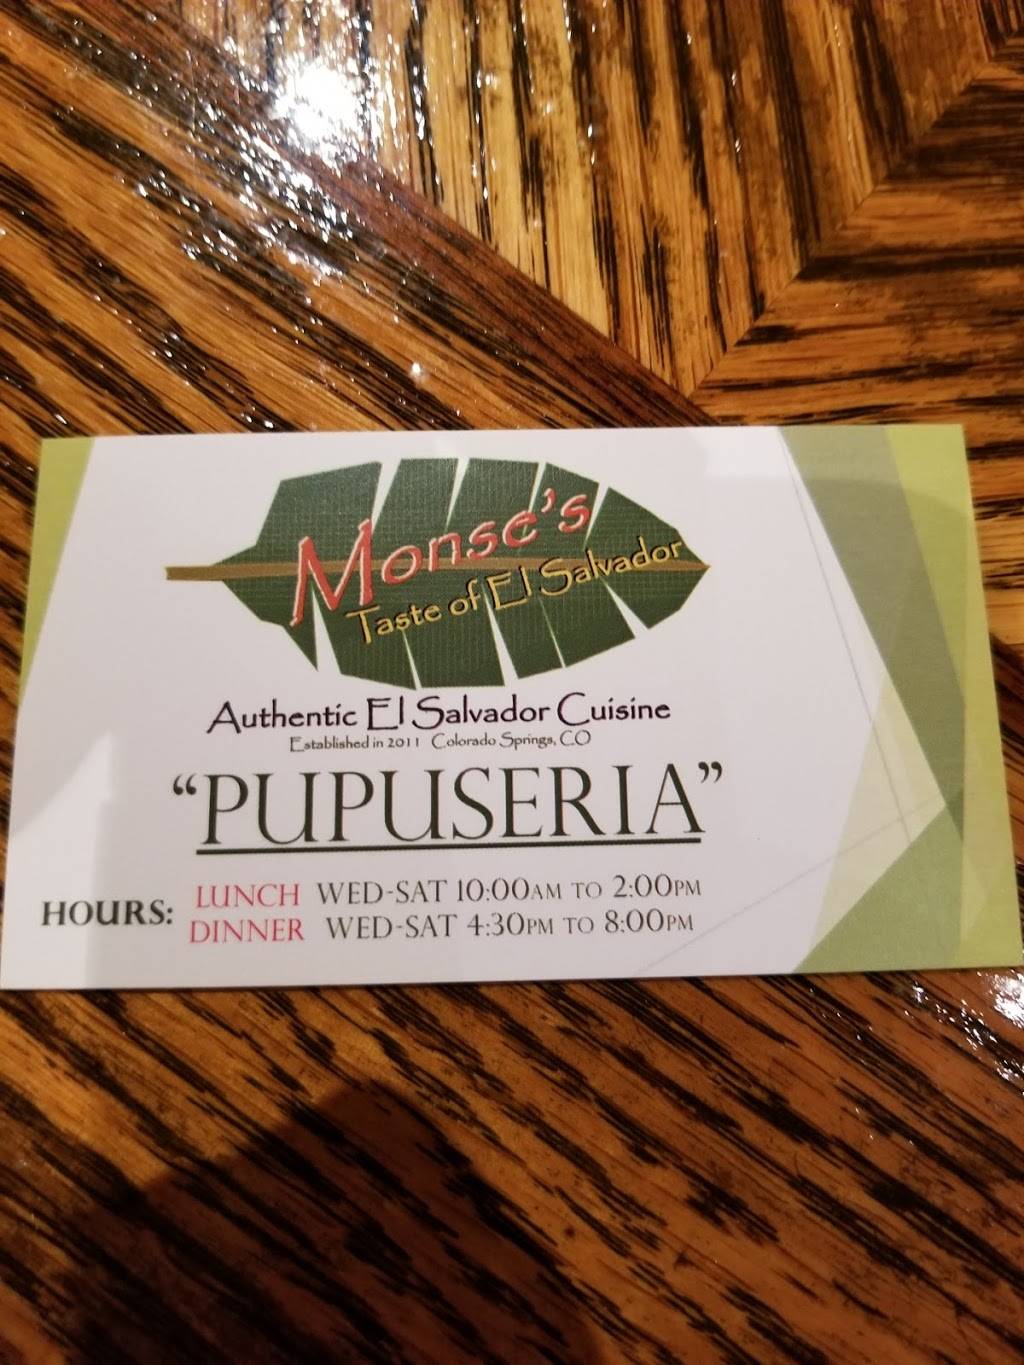 Monse's
Taste of El Salvador
Authentic El Salvador Cuisine
Established in 2011 Colorado Springs, CO
"PUPUSERIA"
HOURS: LUNCH WED-SAT 10:00AM TO 2:00PM
DINNER WED-SAT 4:30PM TO 8:00PM